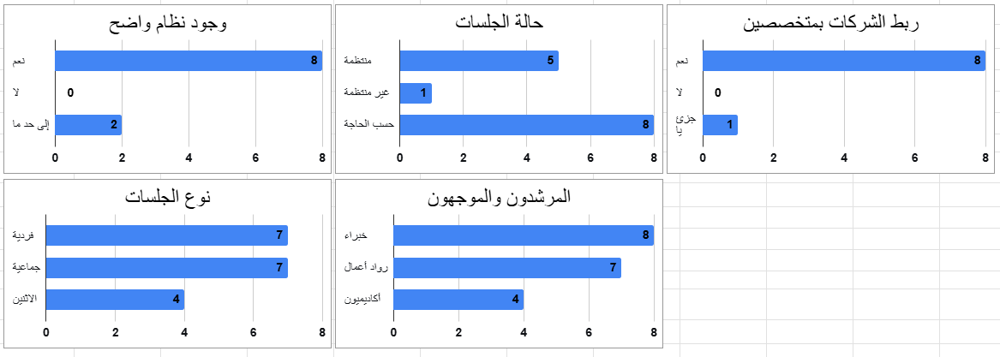 وجود نظام واضح
نعم
8
لا
0
إلى حد ما
2
0 2 4 6 8
حالة الجلسات
منتظمة
5
غير منتظمة
1
حسب الحاجة
8
0 2 4 6 8
ربط الشركات بمتخصصين
نعم
8
لا
0
جزئ
يا
1
0 2 4 6 8
نوع الجلسات
فردية
7
جماعية
7
الاثنين
4
0 2 4 6 8
المرشدون والموجهون
خبراء
8
رواد أعمال
7
أكاديميون
4
0 2 4 6 8